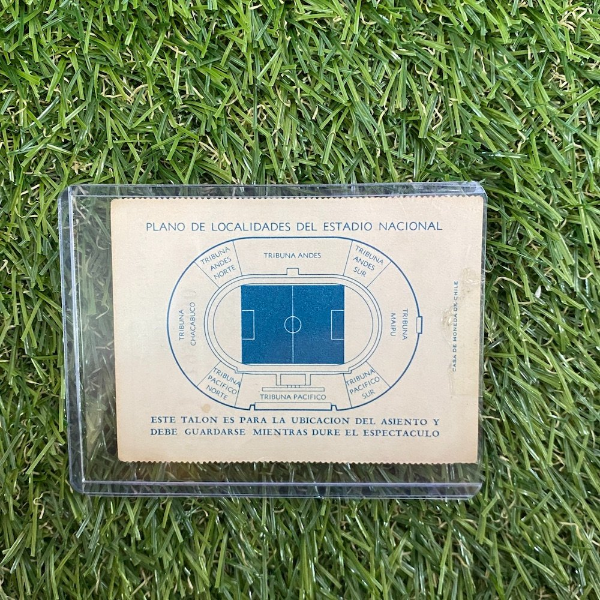 PLANO DE LOCALIDADES DEL ESTADIO NACIONAL
TRIBUNA
ANDES
NORTE
TRIBUNA ANDES
TRIBUNA
ANDES
SUR
TRIBUNA
CHACABUCO
TRIBUNA
MAIPU
TRIBUNA
PACIFICO
NORTE
TRIBUNA PACIFICO
TRIBUNA
PACIFICO
SUR
CASA DE MONEDA DE CHILE
ESTE TALON ES PARA LA UBICACION DEL ASIENTO Y
DEBE GUARDARSE MIENTRAS DURE EL ESPECTACULO